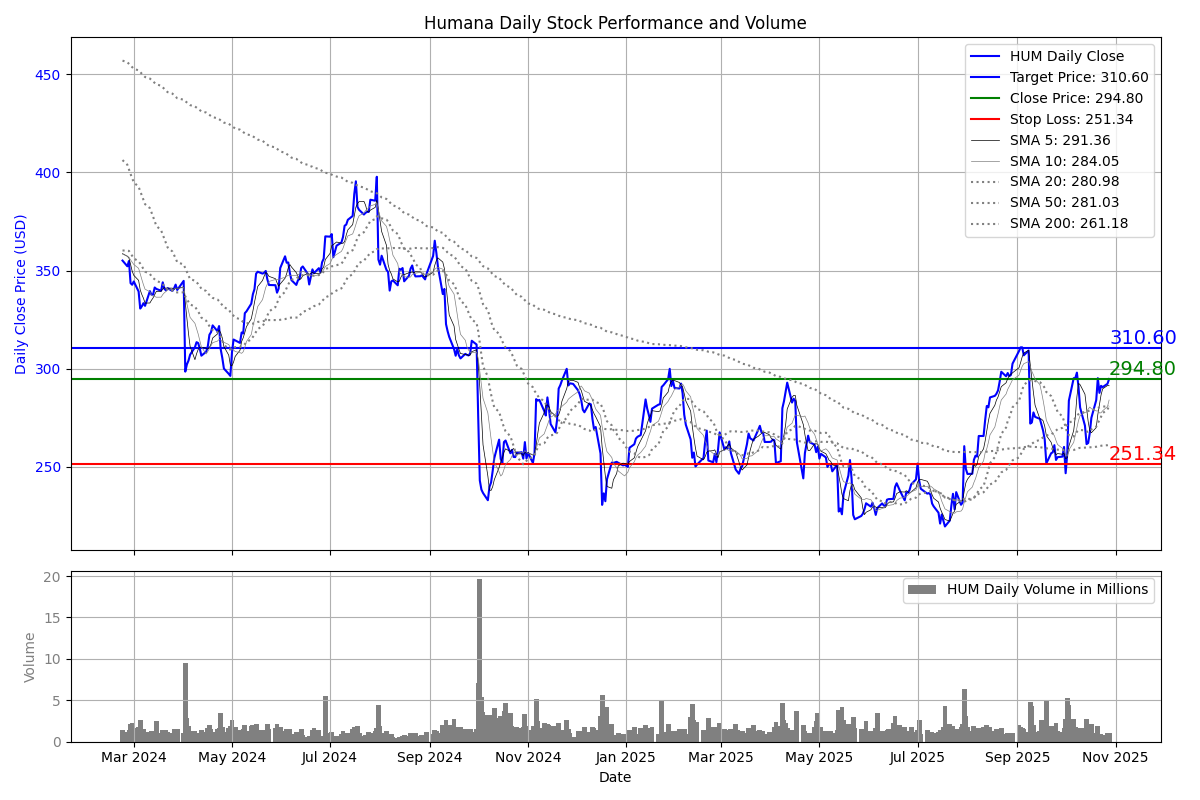 Humana Daily Stock Performance and Volume
HUM Daily Close
Target Price: 310.60
Close Price: 294.80
Stop Loss: 251.34
SMA 5: 291.36
SMA 10: 284.05
SMA 20: 280.98
SMA 50: 281.03
SMA 200: 261.18
Daily Close Price (USD)
450
400
350
300
250
310.60
294.80
251.34
HUM Daily Volume in Millions
Volume
20
15
10
5
0
Mar 2024 May 2024 Jul 2024 Sep 2024 Nov 2024 Jan 2025 Mar 2025 May 2025 Jul 2025 Sep 2025 Nov 2025
Date